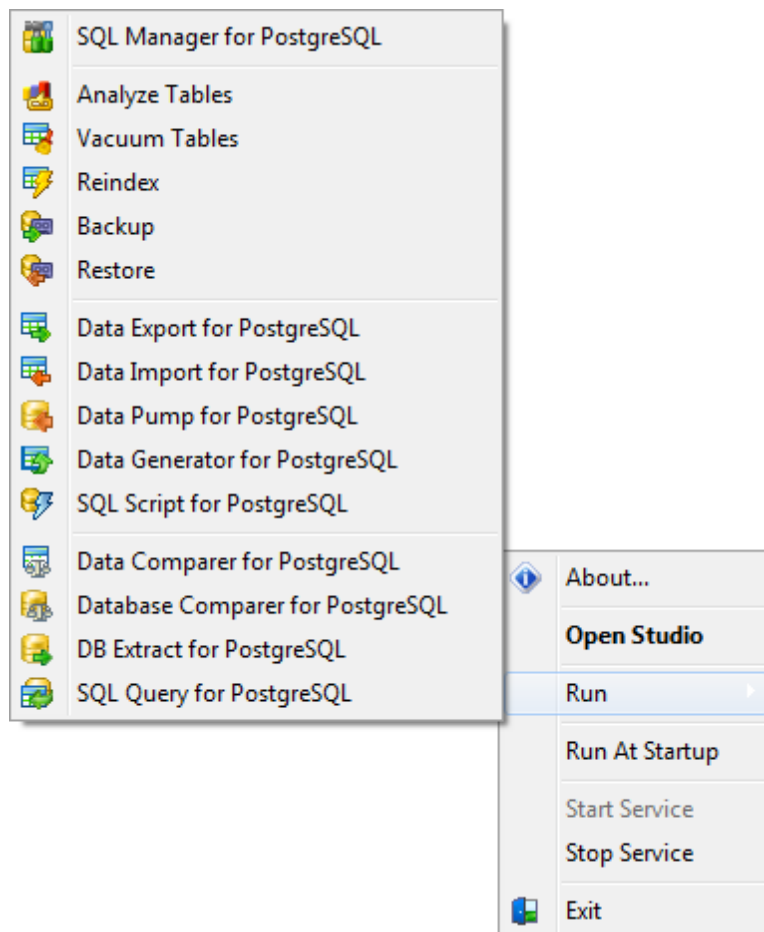 SQL Manager for PostgreSQL
Analyze Tables
Vacuum Tables
Reindex
Backup
Restore
Data Export for PostgreSQL
Data Import for PostgreSQL
Data Pump for PostgreSQL
Data Generator for PostgreSQL
SQL Script for PostgreSQL
Data Comparer for PostgreSQL
Database Comparer for PostgreSQL
DB Extract for PostgreSQL
SQL Query for PostgreSQL
About...
Open Studio
Run
Run At Startup
Start Service
Stop Service
Exit